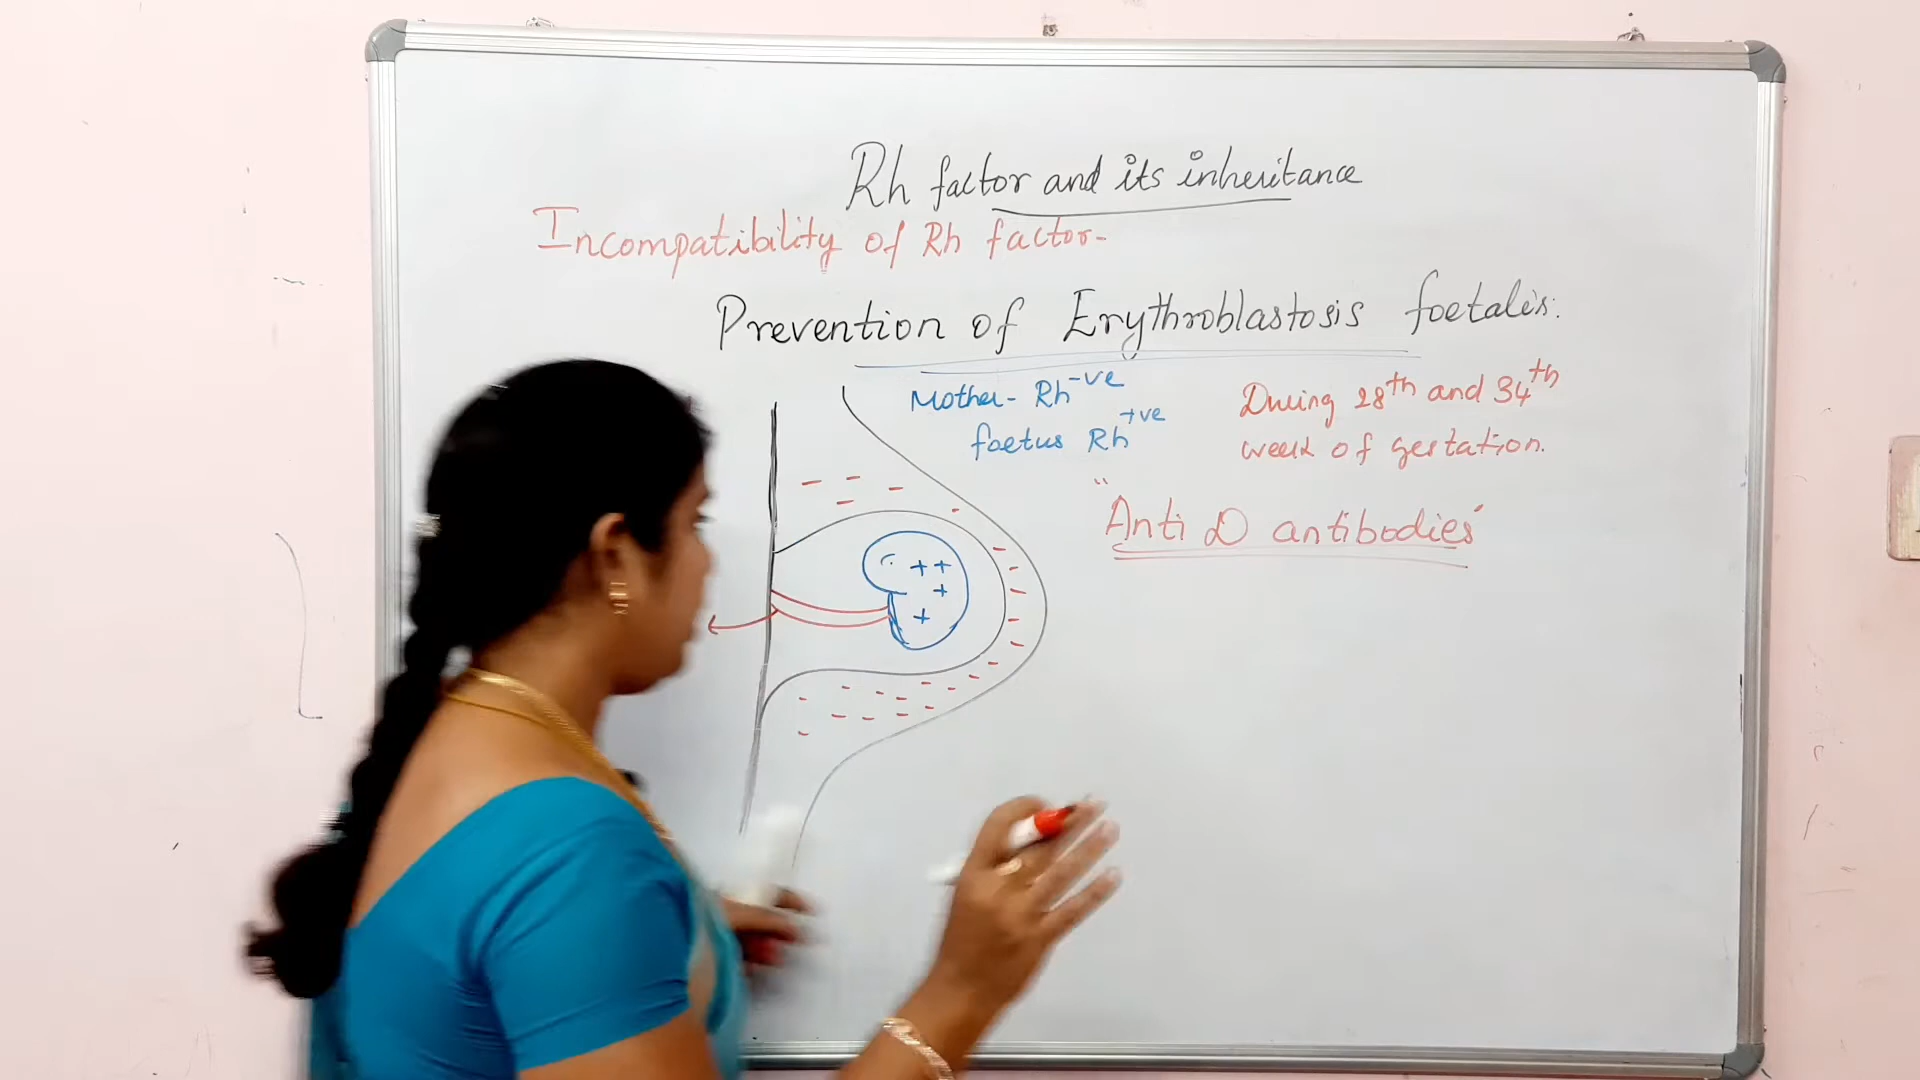 Rh factor and its inheritance
Incompatibility of Rh factor-
Prevention of Erythroblastosis foetalis:
Mother- Rh-ve
foetus Rh+ve
During 28th and 34th
week of gestation.
"Anti D antibodies"